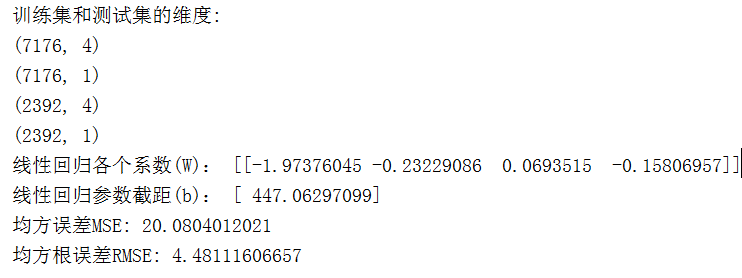 训练集和测试集的维度:
(7176, 4)
(7176, 1)
(2392, 4)
(2392, 1)
线性回归各个系数(W): [[-1.97376045 -0.23229086  0.0693515  -0.15806957]]
线性回归参数截距(b): [ 447.06297099]
均方误差MSE: 20.0804012021
均方根误差RMSE: 4.48111606657